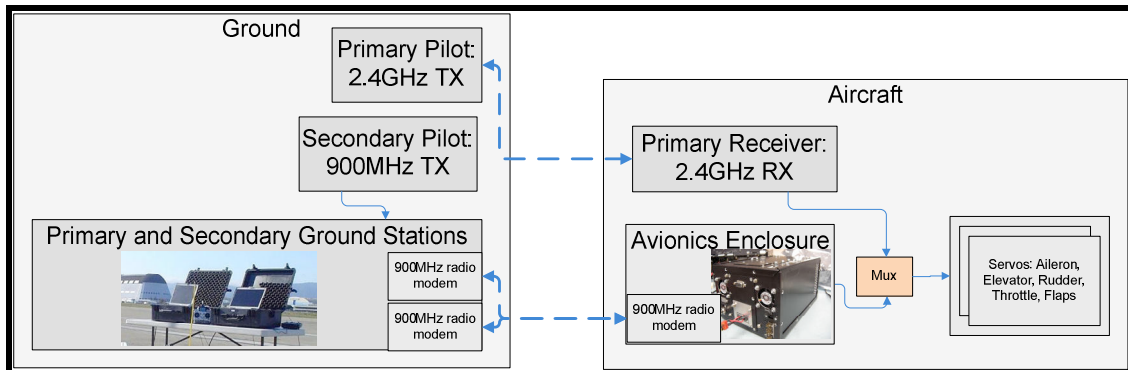 Ground
Primary Pilot:
2.4GHz TX
Secondary Pilot:
900MHz TX
Primary and Secondary Ground Stations
900MHz radio
modem
900MHz radio
modem
Aircraft
Primary Receiver:
2.4GHz RX
Avionics Enclosure
900MHz radio
modem
Mux
Servos: Aileron,
Elevator, Rudder,
Throttle, Flaps